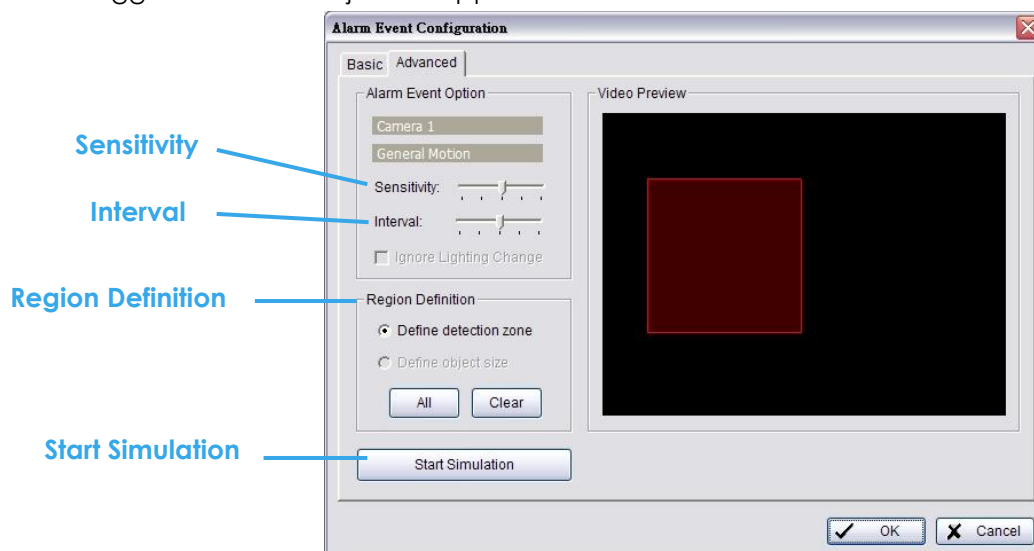 Alarm Event Configuration
Basic Advanced
Alarm Event Option
Video Preview
Camera 1
General Motion
Sensitivity
Sensitivity:
Interval
Interval:
Ignore Lighting Change
Region Definition
Region Definition
Define detection zone
Define object size
All Clear
Start Simulation
Start Simulation
OK Cancel